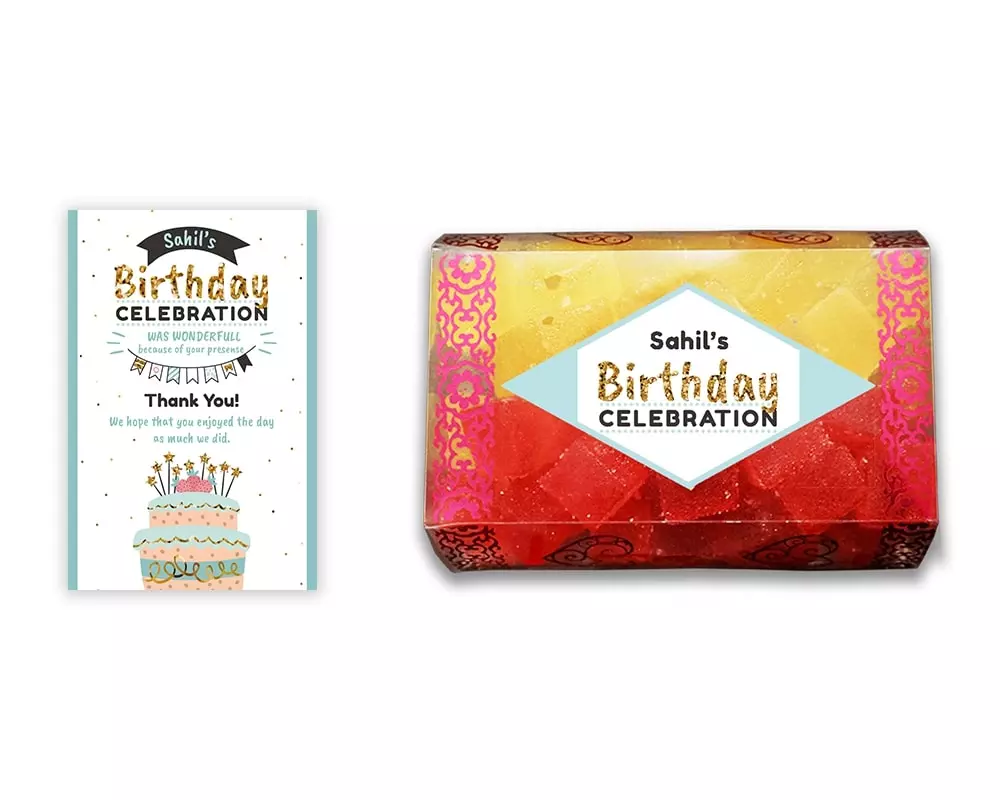 Sahil's
Birthday
CELEBRATION
WAS WONDERFULL
because of your presense
Thank You!
We hope that you enjoyed the day
as much we did.
Sahil's
Birthday
CELEBRATION